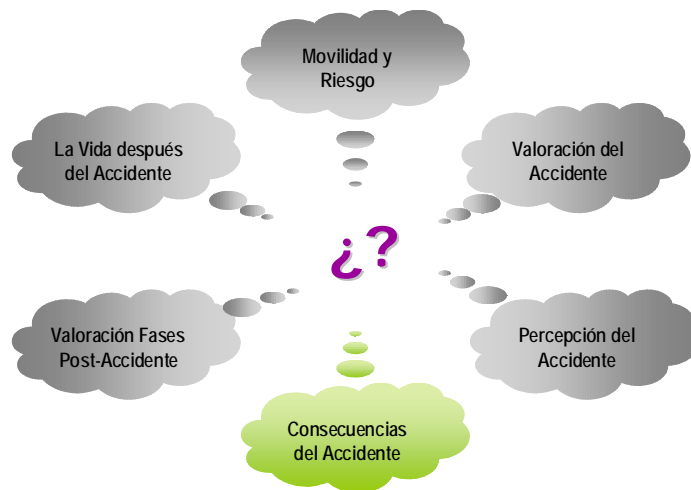 Movilidad y
Riesgo
La Vida después
del Accidente
Valoración del
Accidente
¿?
Valoración Fases
Post-Accidente
Percepción del
Accidente
Consecuencias
del Accidente